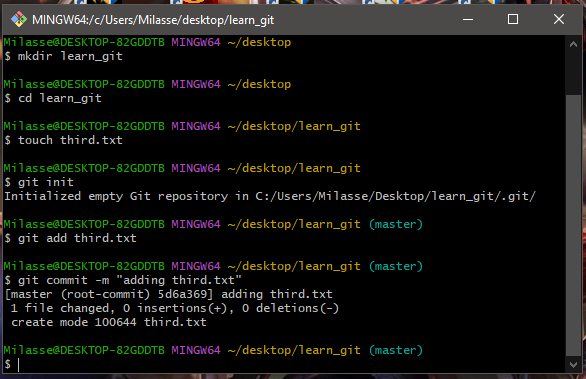 MINGW64:/c/Users/Milasse/desktop/learn_git
Milasse@DESKTOP-82GDDTB MINGW64 ~/desktop
$ mkdir learn_git
Milasse@DESKTOP-82GDDTB MINGW64 ~/desktop
$ cd learn_git
Milasse@DESKTOP-82GDDTB MINGW64 ~/desktop/learn_git
$ touch third.txt
Milasse@DESKTOP-82GDDTB MINGW64 ~/desktop/learn_git
$ git init
Initialized empty Git repository in C:/Users/Milasse/Desktop/learn_git/.git/
Milasse@DESKTOP-82GDDTB MINGW64 ~/desktop/learn_git (master)
$ git add third.txt
Milasse@DESKTOP-82GDDTB MINGW64 ~/desktop/learn_git (master)
$ git commit -m "adding third.txt"
[master (root-commit) 5d6a369] adding third.txt
 1 file changed, 0 insertions(+), 0 deletions(-)
 create mode 100644 third.txt
Milasse@DESKTOP-82GDDTB MINGW64 ~/desktop/learn_git (master)
$